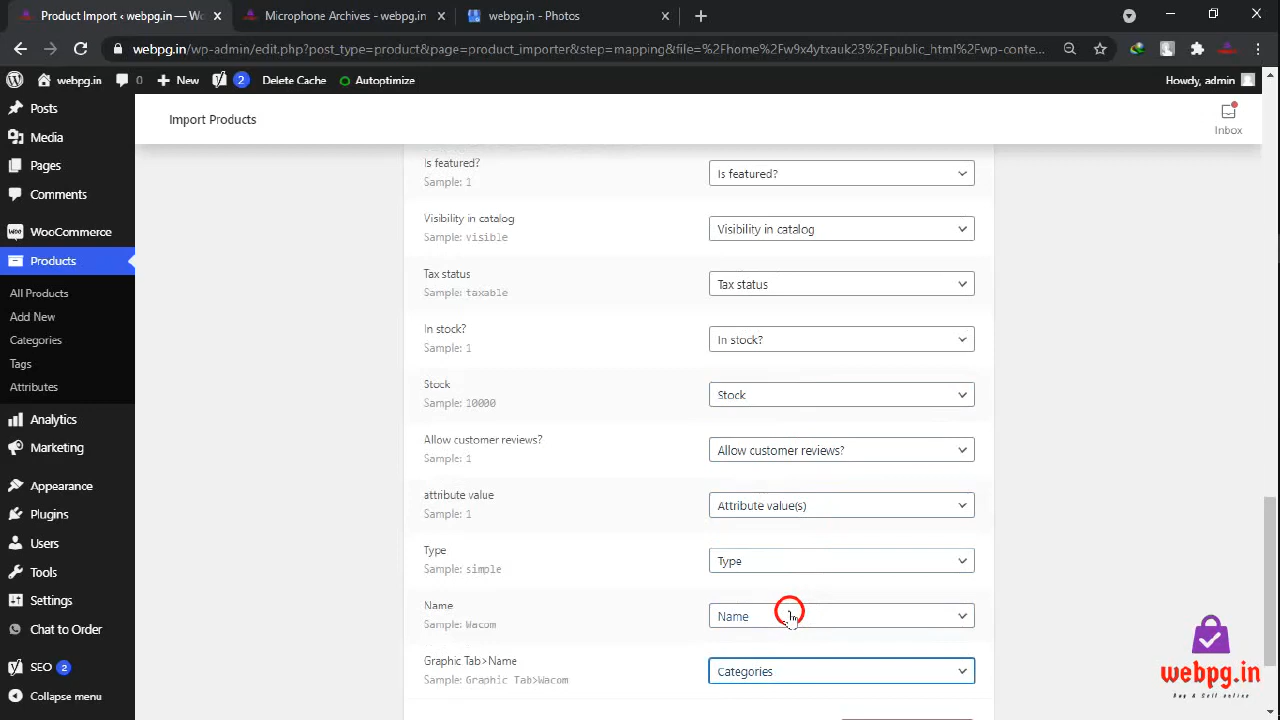 Product Import < webpg.in — Wo
Microphone Archives - webpg.in
webpg.in - Photos
webpg.in/wp-admin/edit.php?post_type=product&page=product_importer&step=mapping&file=%2Fhome%2Fw9x4ytxauk23%2Fpublic_html%2Fwp-conte...
webpg.in
0
New
2
Delete Cache
Autoptimize
Howdy, admin
Posts
Media
Pages
Comments
WooCommerce
Products
All Products
Add New
Categories
Tags
Attributes
Analytics
Marketing
Appearance
Plugins
Users
Tools
Settings
Chat to Order
SEO 2
Collapse menu
Import Products
Inbox
Is featured?
Sample: 1
Is featured?
Visibility in catalog
Sample: visible
Visibility in catalog
Tax status
Sample: taxable
Tax status
In stock?
Sample: 1
In stock?
Stock
Sample: 10000
Stock
Allow customer reviews?
Sample: 1
Allow customer reviews?
attribute value
Sample: 1
Attribute value(s)
Type
Sample: simple
Type
Name
Sample: Wacom
Name
Graphic Tab>Name
Sample: Graphic Tab>Wacom
Categories
webpg.in
Buy & Sell online